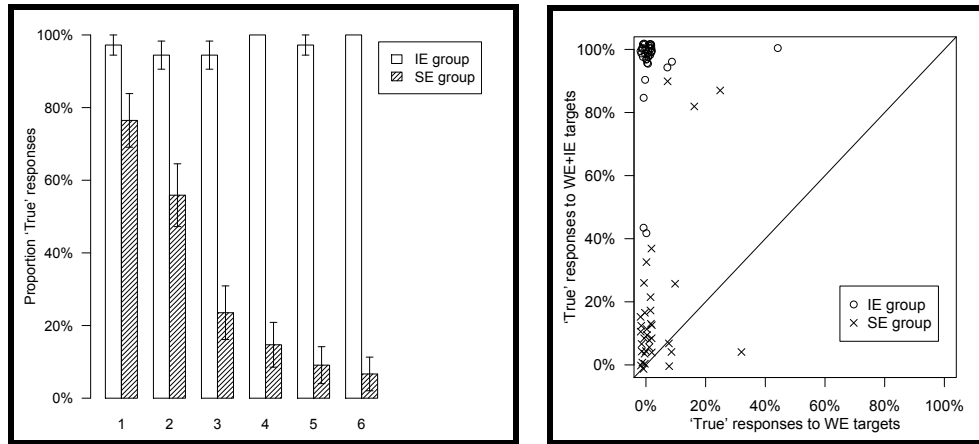 Proportion 'True' responses
100%
80%
60%
40%
20%
0%
1 2 3 4 5 6
IE group
SE group
'True' responses to WE+IE targets
100%
80%
60%
40%
20%
0%
0% 20% 40% 60% 80% 100%
'True' responses to WE targets
IE group
SE group